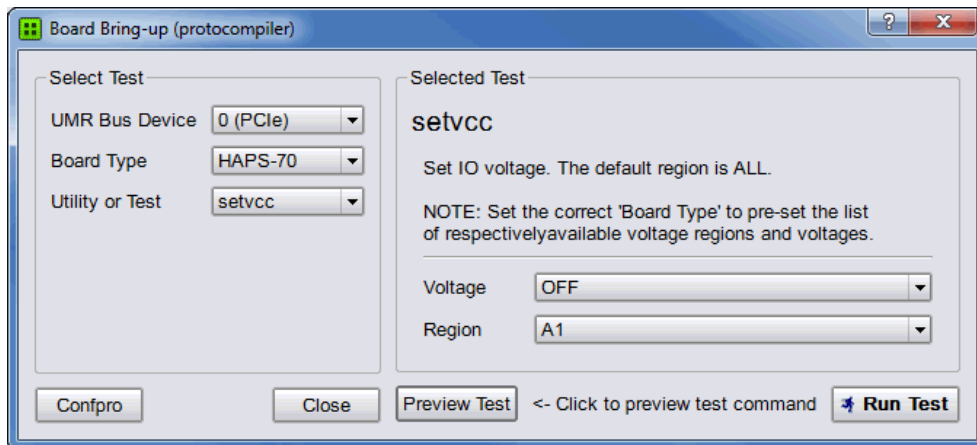 Board Bring-up (protocompiler)
?
X
Select Test
UMR Bus Device
0 (PCIe)
Board Type
HAPS-70
Utility or Test
setvcc
Selected Test
setvcc
Set IO voltage. The default region is ALL.
NOTE: Set the correct 'Board Type' to pre-set the list
of respectivelyavailable voltage regions and voltages.
Voltage
OFF
Region
A1
Confpro
Close
Preview Test
<- Click to preview test command
Run Test